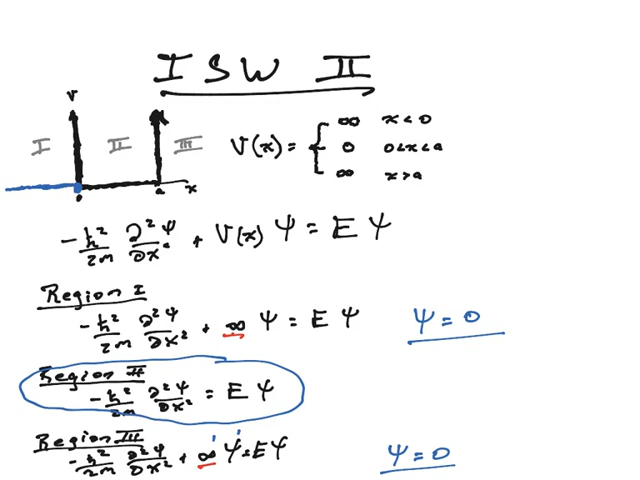 ISW II
V
I II III
V(x) = { ∞ x<0
0 0<x<a
∞ x>a
0 a x
-ħ²/2m ∂²Ψ/∂x² + V(x) Ψ = E Ψ
Region I
-ħ²/2m ∂²Ψ/∂x² + ∞ Ψ = E Ψ Ψ = 0
Region II
-ħ²/2m ∂²Ψ/∂x² = E Ψ
Region III
-ħ²/2m ∂²Ψ/∂x² + ∞ Ψ = E Ψ Ψ = 0